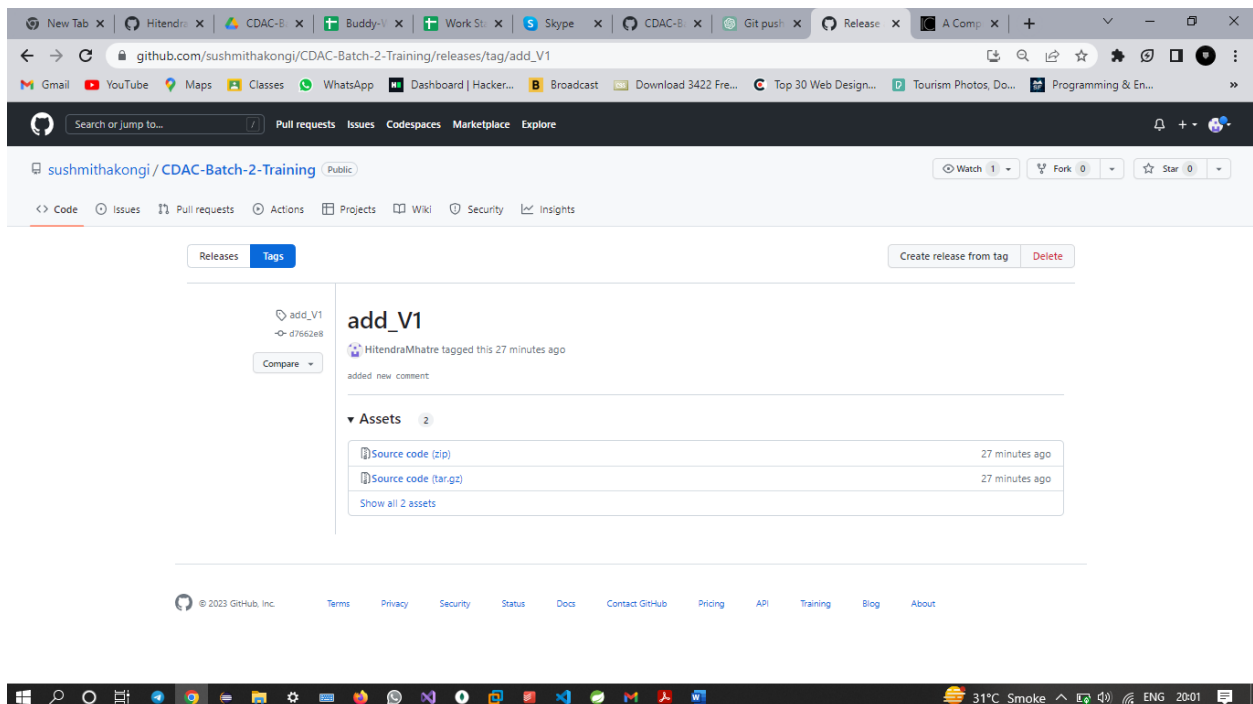 New Tab Hitendra CDAC-B Buddy-V Work St Skype CDAC-B Git push Release A Comp
github.com/sushmithakongi/CDAC-Batch-2-Training/releases/tag/add_V1
Gmail YouTube Maps Classes WhatsApp Dashboard | Hacker... Broadcast Download 3422 Fre... Top 30 Web Design... Tourism Photos, Do... Programming & En... »
Search or jump to... / Pull requests Issues Codespaces Marketplace Explore
sushmithakongi / CDAC-Batch-2-Training Public Watch 1 Fork 0 Star 0
<> Code Issues Pull requests Actions Projects Wiki Security Insights
Releases Tags Create release from tag Delete
add_V1
d7662e8
Compare
add_V1
HitendraMhatre tagged this 27 minutes ago
added new comment
Assets 2
Source code (zip) 27 minutes ago
Source code (tar.gz) 27 minutes ago
Show all 2 assets
© 2023 GitHub, Inc. Terms Privacy Security Status Docs Contact GitHub Pricing API Training Blog About
31°C Smoke ENG 20:01